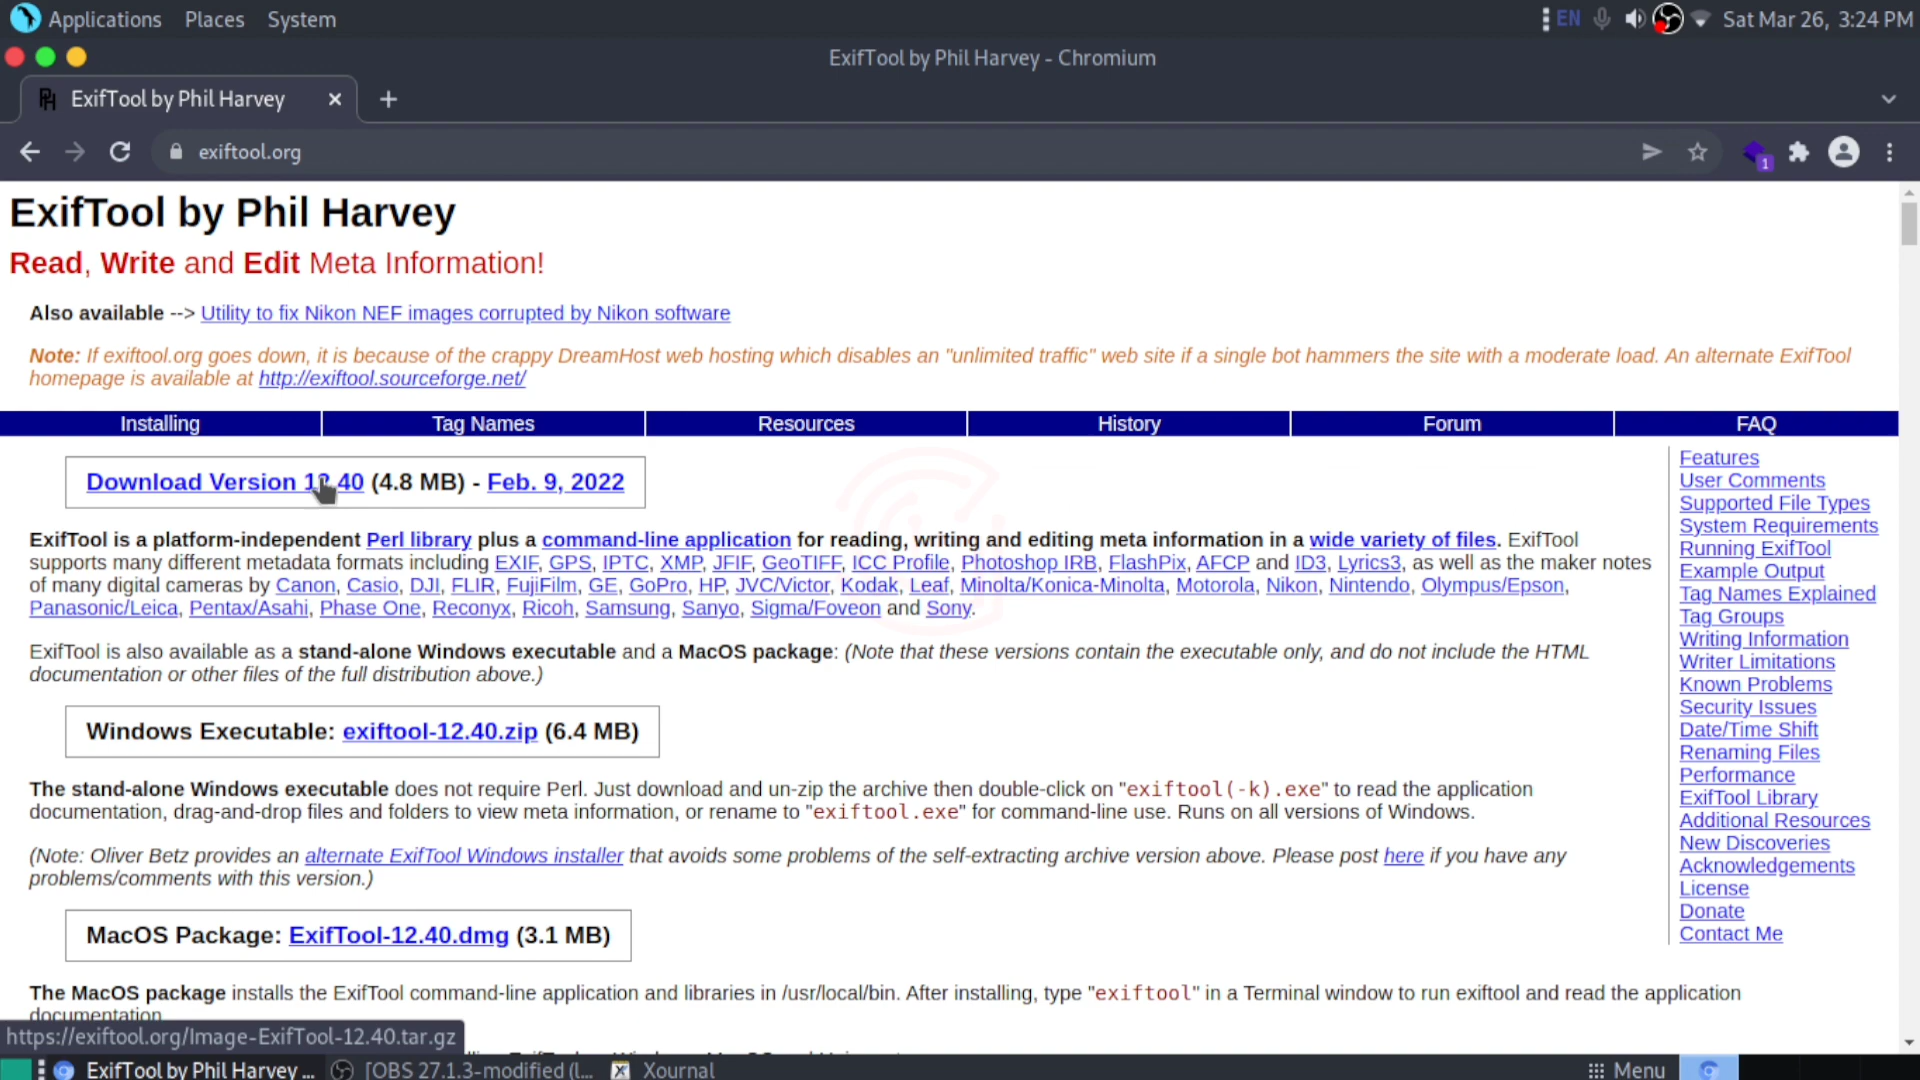 Applications Places System
EN Sat Mar 26, 3:24 PM
ExifTool by Phil Harvey - Chromium
ExifTool by Phil Harvey
exiftool.org
1
ExifTool by Phil Harvey
Read, Write and Edit Meta Information!
Also available --> Utility to fix Nikon NEF images corrupted by Nikon software
Note: If exiftool.org goes down, it is because of the crappy DreamHost web hosting which disables an "unlimited traffic" web site if a single bot hammers the site with a moderate load. An alternate ExifTool
homepage is available at http://exiftool.sourceforge.net/
Installing Tag Names Resources History Forum FAQ
Download Version 12.40 (4.8 MB) - Feb. 9, 2022
ExifTool is a platform-independent Perl library plus a command-line application for reading, writing and editing meta information in a wide variety of files. ExifTool
supports many different metadata formats including EXIF, GPS, IPTC, XMP, JFIF, GeoTIFF, ICC Profile, Photoshop IRB, FlashPix, AFCP and ID3, Lyrics3, as well as the maker notes
of many digital cameras by Canon, Casio, DJI, FLIR, FujiFilm, GE, GoPro, HP, JVC/Victor, Kodak, Leaf, Minolta/Konica-Minolta, Motorola, Nikon, Nintendo, Olympus/Epson,
Panasonic/Leica, Pentax/Asahi, Phase One, Reconyx, Ricoh, Samsung, Sanyo, Sigma/Foveon and Sony.
ExifTool is also available as a stand-alone Windows executable and a MacOS package: (Note that these versions contain the executable only, and do not include the HTML
documentation or other files of the full distribution above.)
Windows Executable: exiftool-12.40.zip (6.4 MB)
The stand-alone Windows executable does not require Perl. Just download and un-zip the archive then double-click on "exiftool(-k).exe" to read the application
documentation, drag-and-drop files and folders to view meta information, or rename to "exiftool.exe" for command-line use. Runs on all versions of Windows.
(Note: Oliver Betz provides an alternate ExifTool Windows installer that avoids some problems of the self-extracting archive version above. Please post here if you have any
problems/comments with this version.)
MacOS Package: ExifTool-12.40.dmg (3.1 MB)
The MacOS package installs the ExifTool command-line application and libraries in /usr/local/bin. After installing, type "exiftool" in a Terminal window to run exiftool and read the application
documentation.
Features
User Comments
Supported File Types
System Requirements
Running ExifTool
Example Output
Tag Names Explained
Tag Groups
Writing Information
Writer Limitations
Known Problems
Security Issues
Date/Time Shift
Renaming Files
Performance
ExifTool Library
Additional Resources
New Discoveries
Acknowledgements
License
Donate
Contact Me
https://exiftool.org/Image-ExifTool-12.40.tar.gz
ExifTool by Phil Harvey ... [OBS 27.1.3-modified (l... Xournal Menu